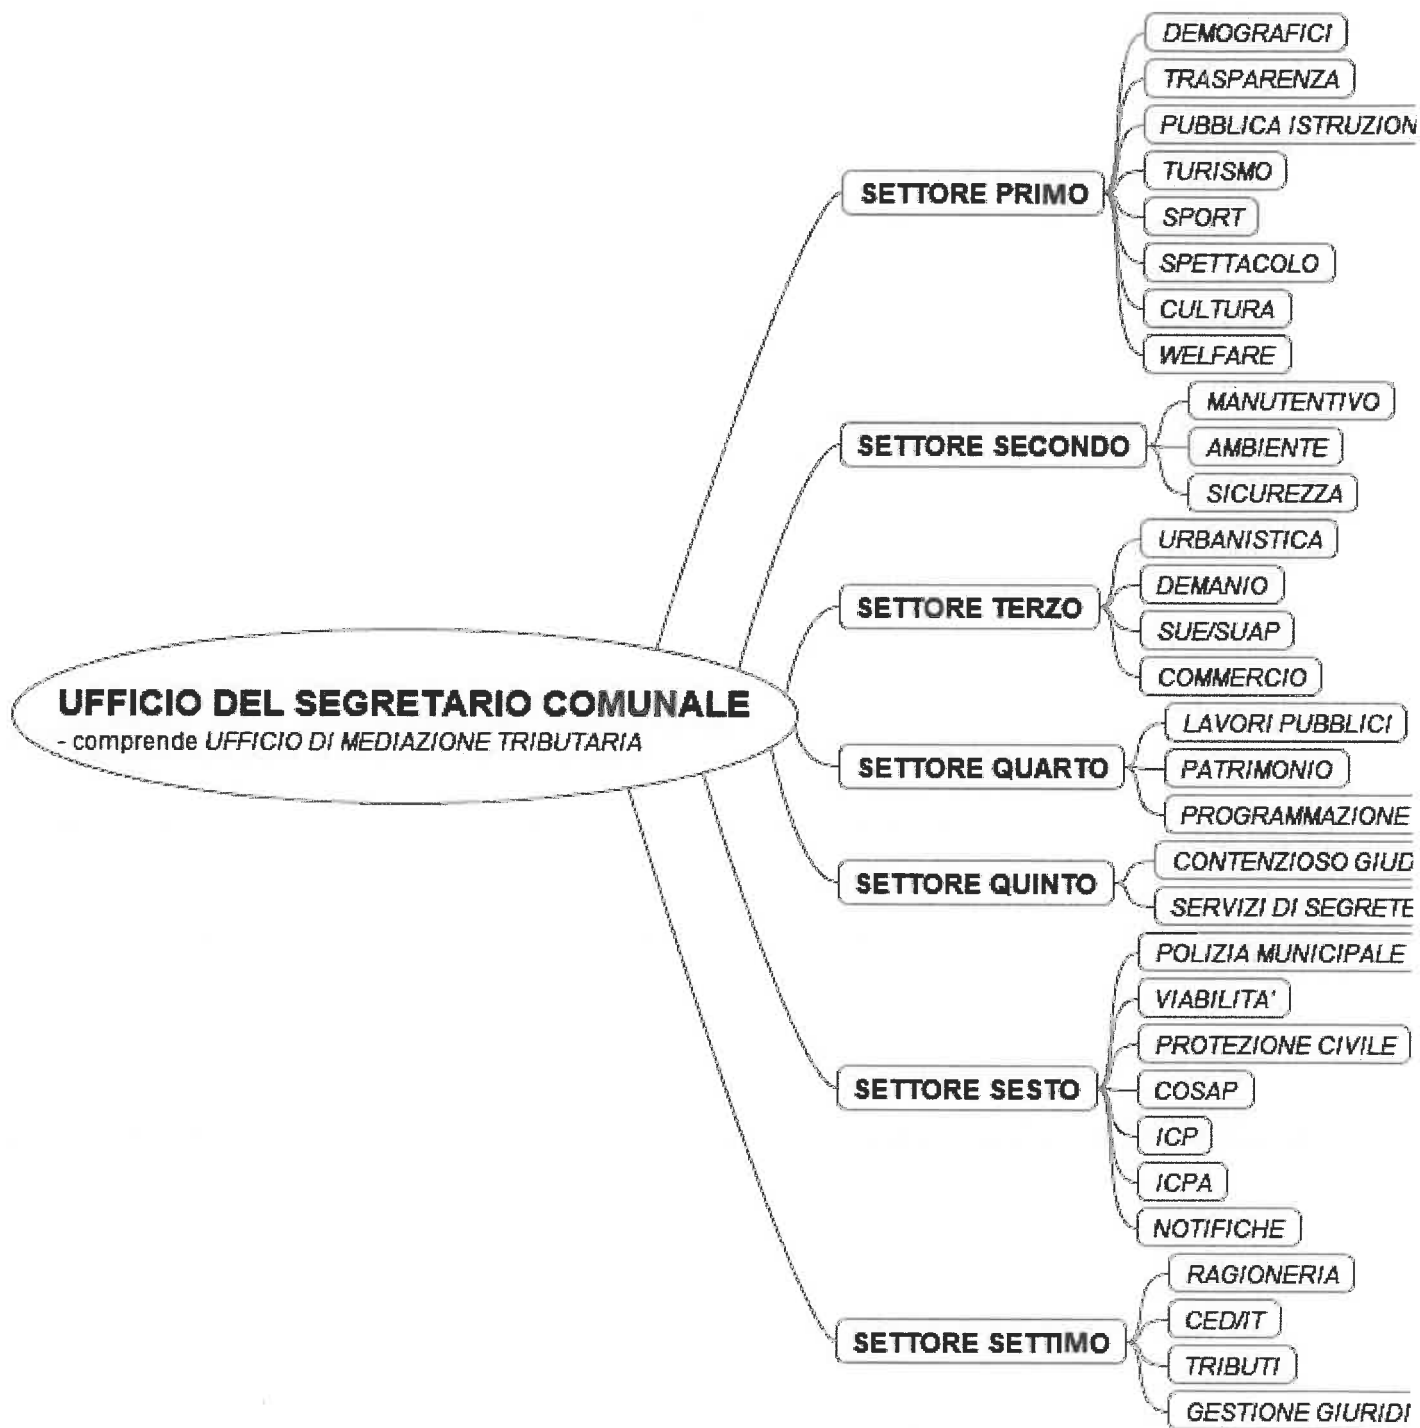 UFFICIO DEL SEGRETARIO COMUNALE
- comprende UFFICIO DI MEDIAZIONE TRIBUTARIA
SETTORE PRIMO
DEMOGRAFICI
TRASPARENZA
PUBBLICA ISTRUZION
TURISMO
SPORT
SPETTACOLO
CULTURA
WELFARE
SETTORE SECONDO
MANUTENTIVO
AMBIENTE
SICUREZZA
SETTORE TERZO
URBANISTICA
DEMANIO
SUE/SUAP
COMMERCIO
SETTORE QUARTO
LAVORI PUBBLICI
PATRIMONIO
PROGRAMMAZIONE
SETTORE QUINTO
CONTENZIOSO GIUD
SERVIZI DI SEGRETE
SETTORE SESTO
POLIZIA MUNICIPALE
VIABILITA'
PROTEZIONE CIVILE
COSAP
ICP
ICPA
NOTIFICHE
SETTORE SETTIMO
RAGIONERIA
CED/IT
TRIBUTI
GESTIONE GIURIDI